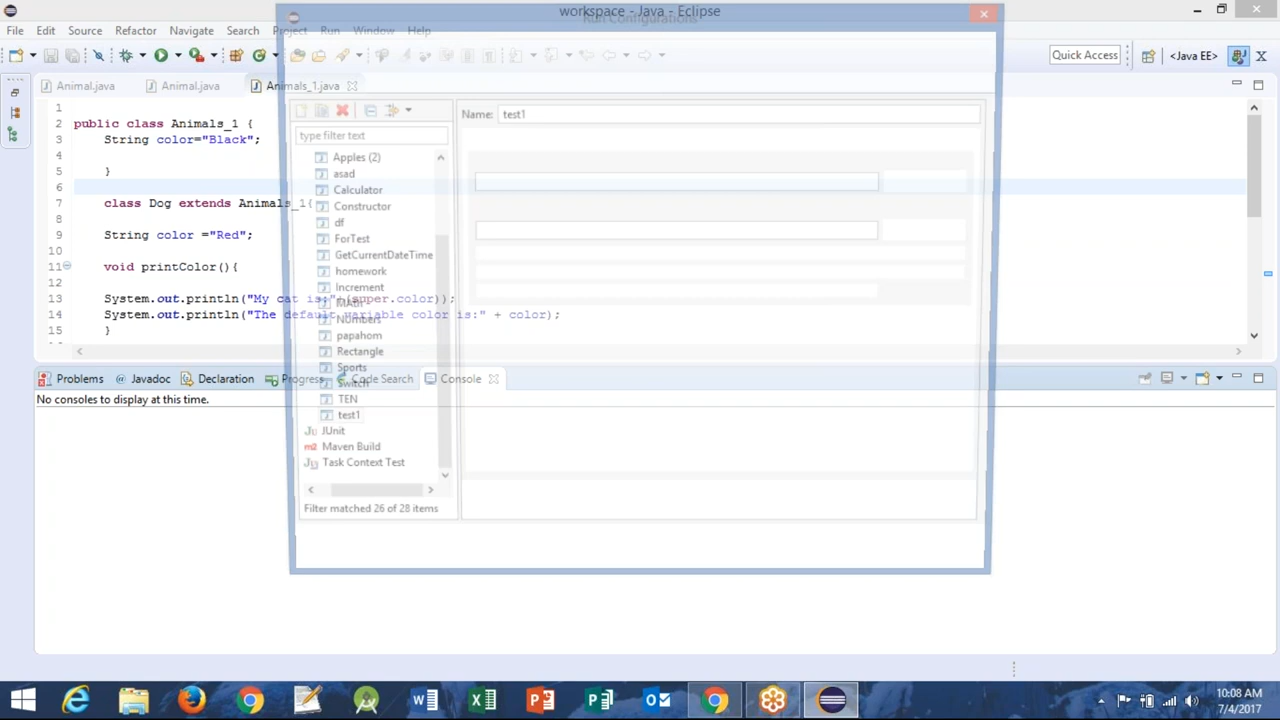 workspace - Java - Eclipse
Run Configurations
File Edit Source Refactor Navigate Search Project Run Window Help
Quick Access
<Java EE>
Animal.java
Animal.java
Animals_1.java
1
2 public class Animals_1 {
3 String color="Black";
4
5 }
6
7 class Dog extends Animals_1{
8
9 String color ="Red";
10
11 void printColor(){
12
13 System.out.println("My cat is:"+(super.color));
14 System.out.println("The default variable color is:" + color);
15 }
Name: test1
type filter text
Apples (2)
asad
Calculator
Constructor
df
ForTest
GetCurrentDateTime
homework
Increment
MAth
NUmbers
papahom
Rectangle
Sports
switch
TEN
test1
JUnit
Maven Build
Task Context Test
Filter matched 26 of 28 items
Problems Javadoc Declaration Progress Code Search Console
No consoles to display at this time.
10:08 AM
7/4/2017